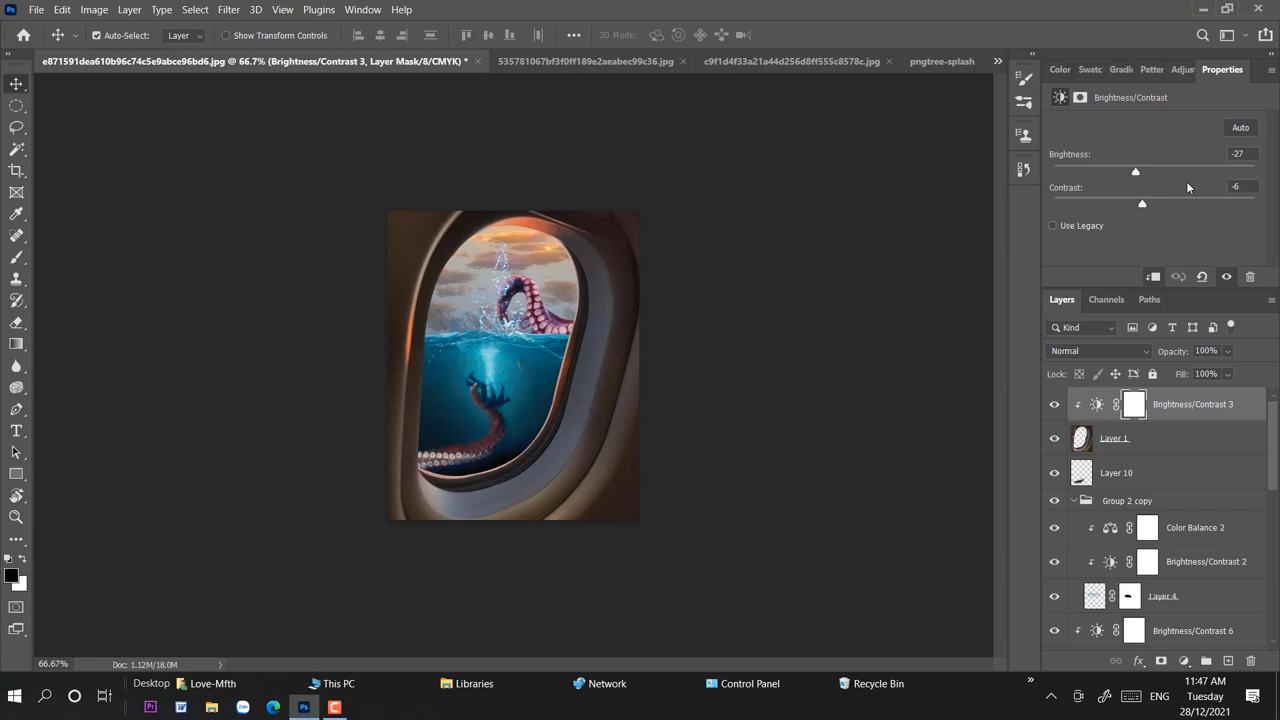 File Edit Image Layer Type Select Filter 3D View Plugins Window Help
Auto-Select: Layer Show Transform Controls 3D Mode:
e871591dea610b96c74c5e9abce96bd6.jpg @ 66.7% (Brightness/Contrast 3, Layer Mask/8/CMYK) * 535781067bf3f0ff189e2aeabec99c36.jpg c9f1d4f33a21a44d256d8ff555c8578c.jpg pngtree-splash
Color Swatc Gradi Patter Adjus Properties
Brightness/Contrast
Auto
Brightness: -27
Contrast: -6
Use Legacy
Layers Channels Paths
Kind
Normal Opacity: 100%
Lock: Fill: 100%
Brightness/Contrast 3
Layer 1
Layer 10
Group 2 copy
Color Balance 2
Brightness/Contrast 2
Layer 4
Brightness/Contrast 6
66.67% Doc: 1.12M/18.0M
Desktop Love-Mfth This PC Libraries Network Control Panel Recycle Bin
ENG
11:47 AM
Tuesday
28/12/2021